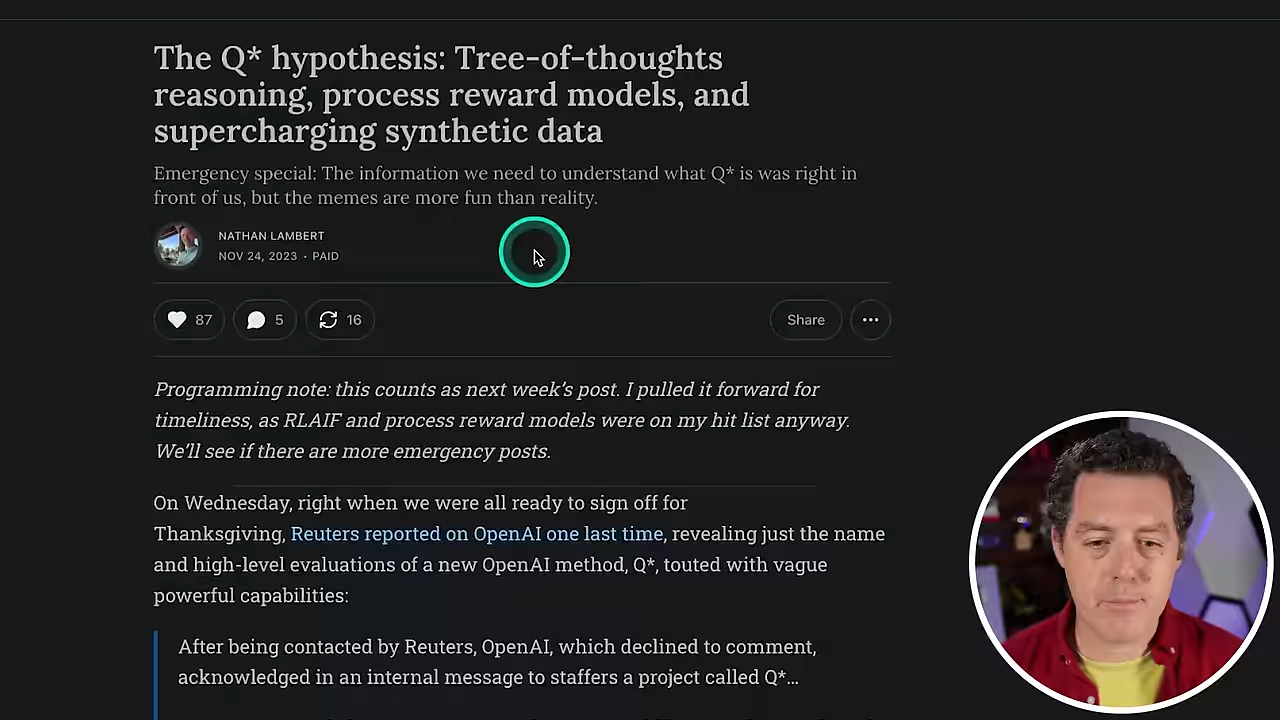 The Q* hypothesis: Tree-of-thoughts
reasoning, process reward models, and
supercharging synthetic data
Emergency special: The information we need to understand what Q* is was right in
front of us, but the memes are more fun than reality.
NATHAN LAMBERT
NOV 24, 2023 • PAID
87 5 16 Share
Programming note: this counts as next week’s post. I pulled it forward for
timeliness, as RLAIF and process reward models were on my hit list anyway.
We’ll see if there are more emergency posts.
On Wednesday, right when we were all ready to sign off for
Thanksgiving, Reuters reported on OpenAI one last time, revealing just the name
and high-level evaluations of a new OpenAI method, Q*, touted with vague
powerful capabilities:
After being contacted by Reuters, OpenAI, which declined to comment,
acknowledged in an internal message to staffers a project called Q*…